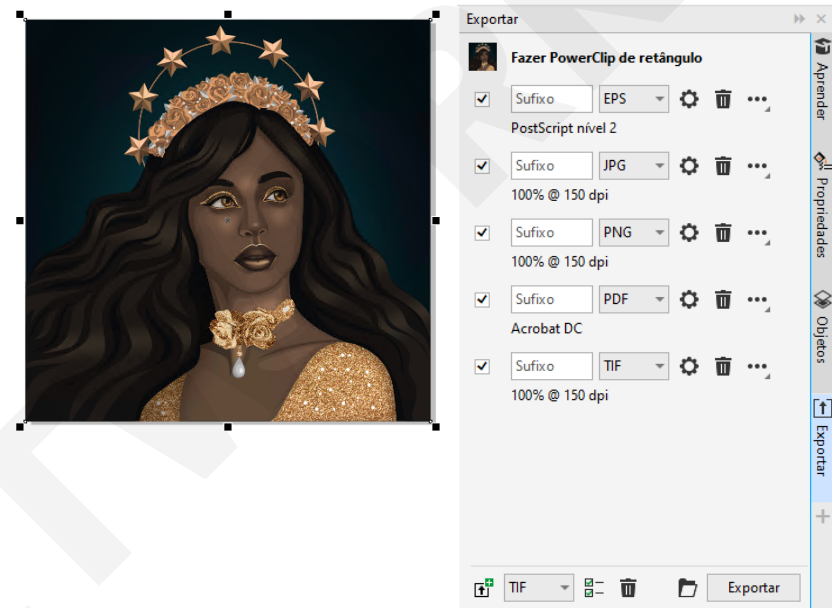 Exportar
Fazer PowerClip de retângulo
Sufixo EPS
PostScript nível 2
Sufixo JPG
100% @ 150 dpi
Sufixo PNG
100% @ 150 dpi
Sufixo PDF
Acrobat DC
Sufixo TIF
100% @ 150 dpi
TIF Exportar
Aprender
Propriedades
Objetos
Exportar